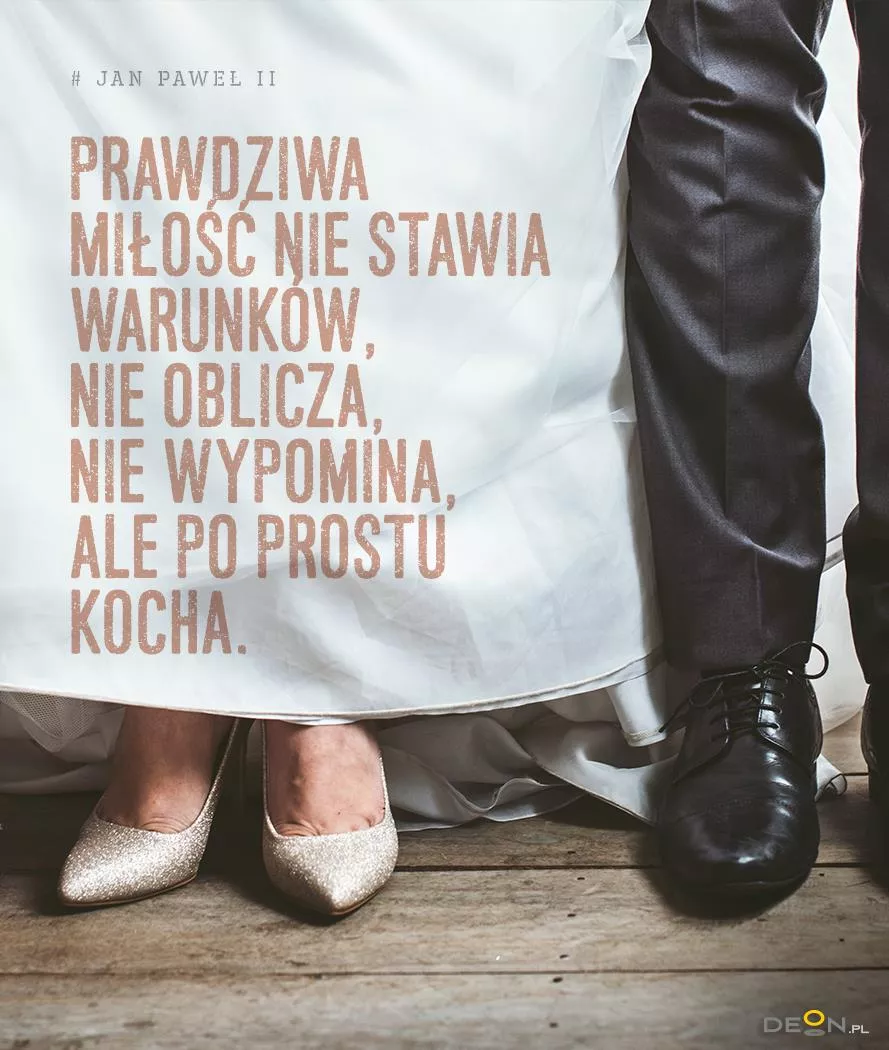 # JAN PAWEŁ II
PRAWDZIWA
MIŁOŚĆ NIE STAWIA
WARUNKÓW,
NIE OBLICZA,
NIE WYPOMINA,
ALE PO PROSTU
KOCHA.
DEON.PL